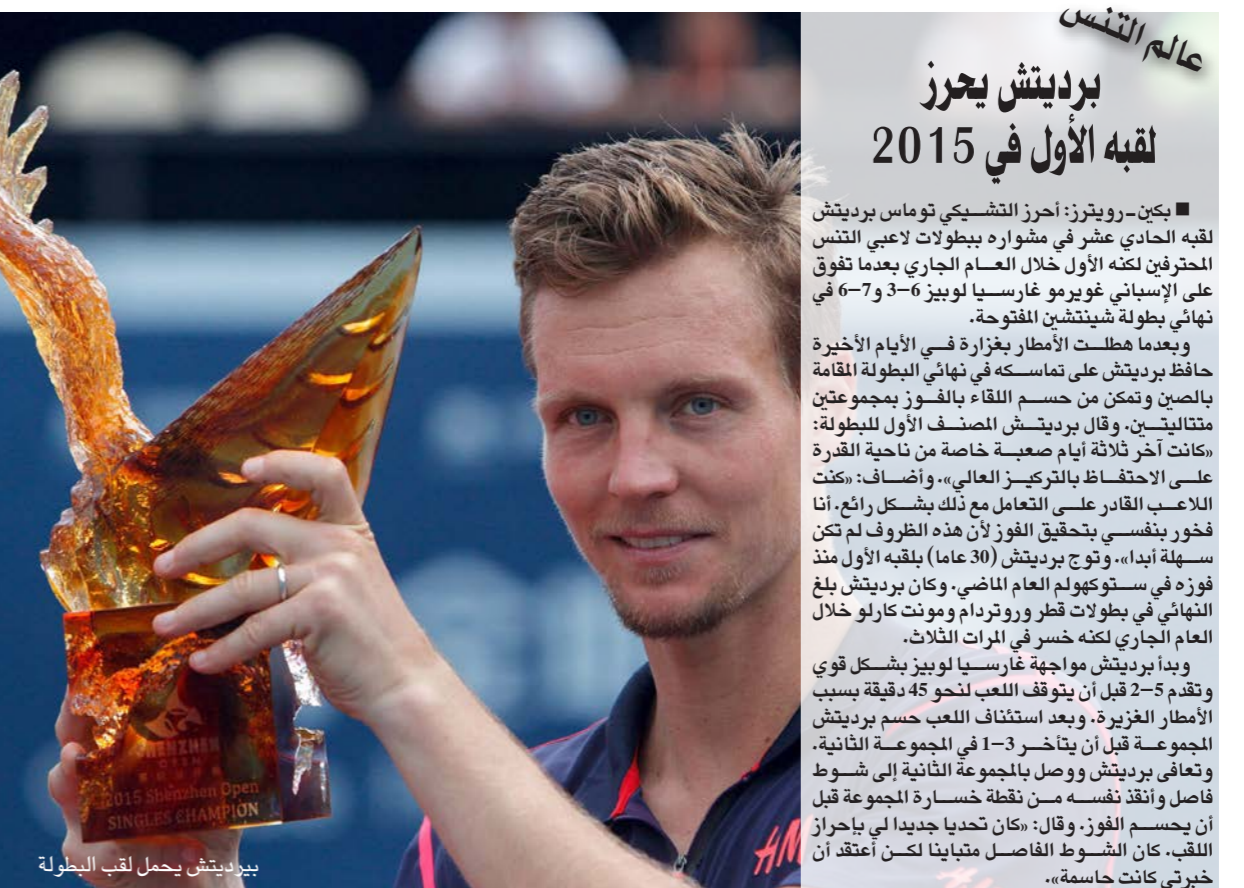 عالم التنس
برديتش يحرز
لقبه الأول في 2015
■ بكين ـ رويترز: أحرز التشيكي توماس برديتش
لقبه الحادي عشر في مشواره ببطولات لاعبي التنس
المحترفين لكنه الأول خلال العام الجاري بعدما تفوق
على الإسباني غويرمو غارسيا لوبيز 6–3 و7–6 في
نهائي بطولة شينتشين المفتوحة.
وبعدما هطلت الأمطار بغزارة في الأيام الأخيرة
حافظ برديتش على تماسكه في نهائي البطولة المقامة
بالصين وتمكن من حسم اللقاء بالفوز بمجموعتين
متتاليتين. وقال برديتش المصنف الأول للبطولة:
«كانت آخر ثلاثة أيام صعبة خاصة من ناحية القدرة
على الاحتفاظ بالتركيز العالي». وأضاف: «كنت
اللاعب القادر على التعامل مع ذلك بشكل رائع. أنا
فخور بنفسي بتحقيق الفوز لأن هذه الظروف لم تكن
سهلة أبدا». وتوج برديتش (30 عاما) بلقبه الأول منذ
فوزه في ستوكهولم العام الماضي. وكان برديتش بلغ
النهائي في بطولات قطر وروتردام ومونت كارلو خلال
العام الجاري لكنه خسر في المرات الثلاث.
وبدأ برديتش مواجهة غارسيا لوبيز بشكل قوي
وتقدم 5–2 قبل أن يتوقف اللعب لنحو 45 دقيقة بسبب
الأمطار الغزيرة. وبعد استئناف اللعب حسم برديتش
المجموعة قبل أن يتأخر 3–1 في المجموعة الثانية.
وتعافى برديتش ووصل بالمجموعة الثانية إلى شوط
فاصل وأنقذ نفسه من نقطة خسارة المجموعة قبل
أن يحسم الفوز. وقال: «كان تحديا جديدا لي بإحراز
اللقب. كان الشوط الفاصل متباينا لكن أعتقد أن
خبرتي كانت حاسمة».
SHENZHEN
OPEN
2015 Shenzhen Open
SINGLES CHAMPION
HM
بيرديتش يحمل لقب البطولة